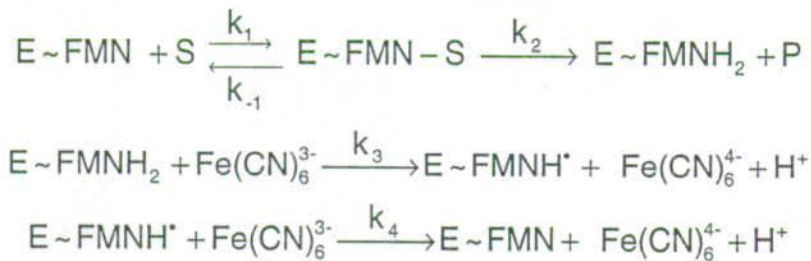 E ~ FMN + S k₁ k₋₁ E ~ FMN – S k₂ E ~ FMNH₂ + P
E ~ FMNH₂ + Fe(CN)₆³⁻ k₃ E ~ FMNH• + Fe(CN)₆⁴⁻ + H⁺
E ~ FMNH• + Fe(CN)₆³⁻ k₄ E ~ FMN + Fe(CN)₆⁴⁻ + H⁺